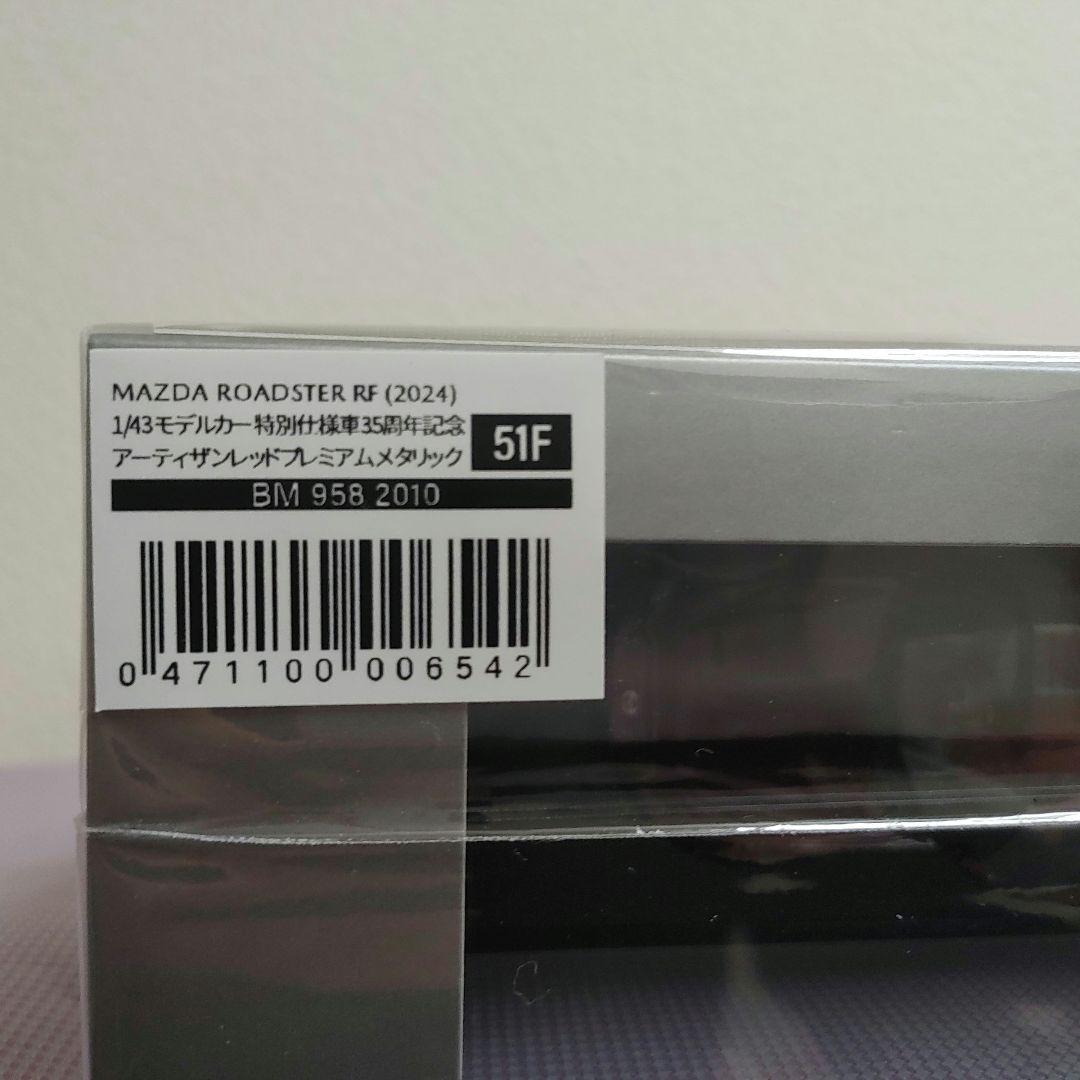 MAZDA ROADSTER RF (2024)
1/43モデルカー特別仕様車35周年記念
アーティザンレッドプレミアムメタリック
51F
BM 958 2010
0 471100 006542